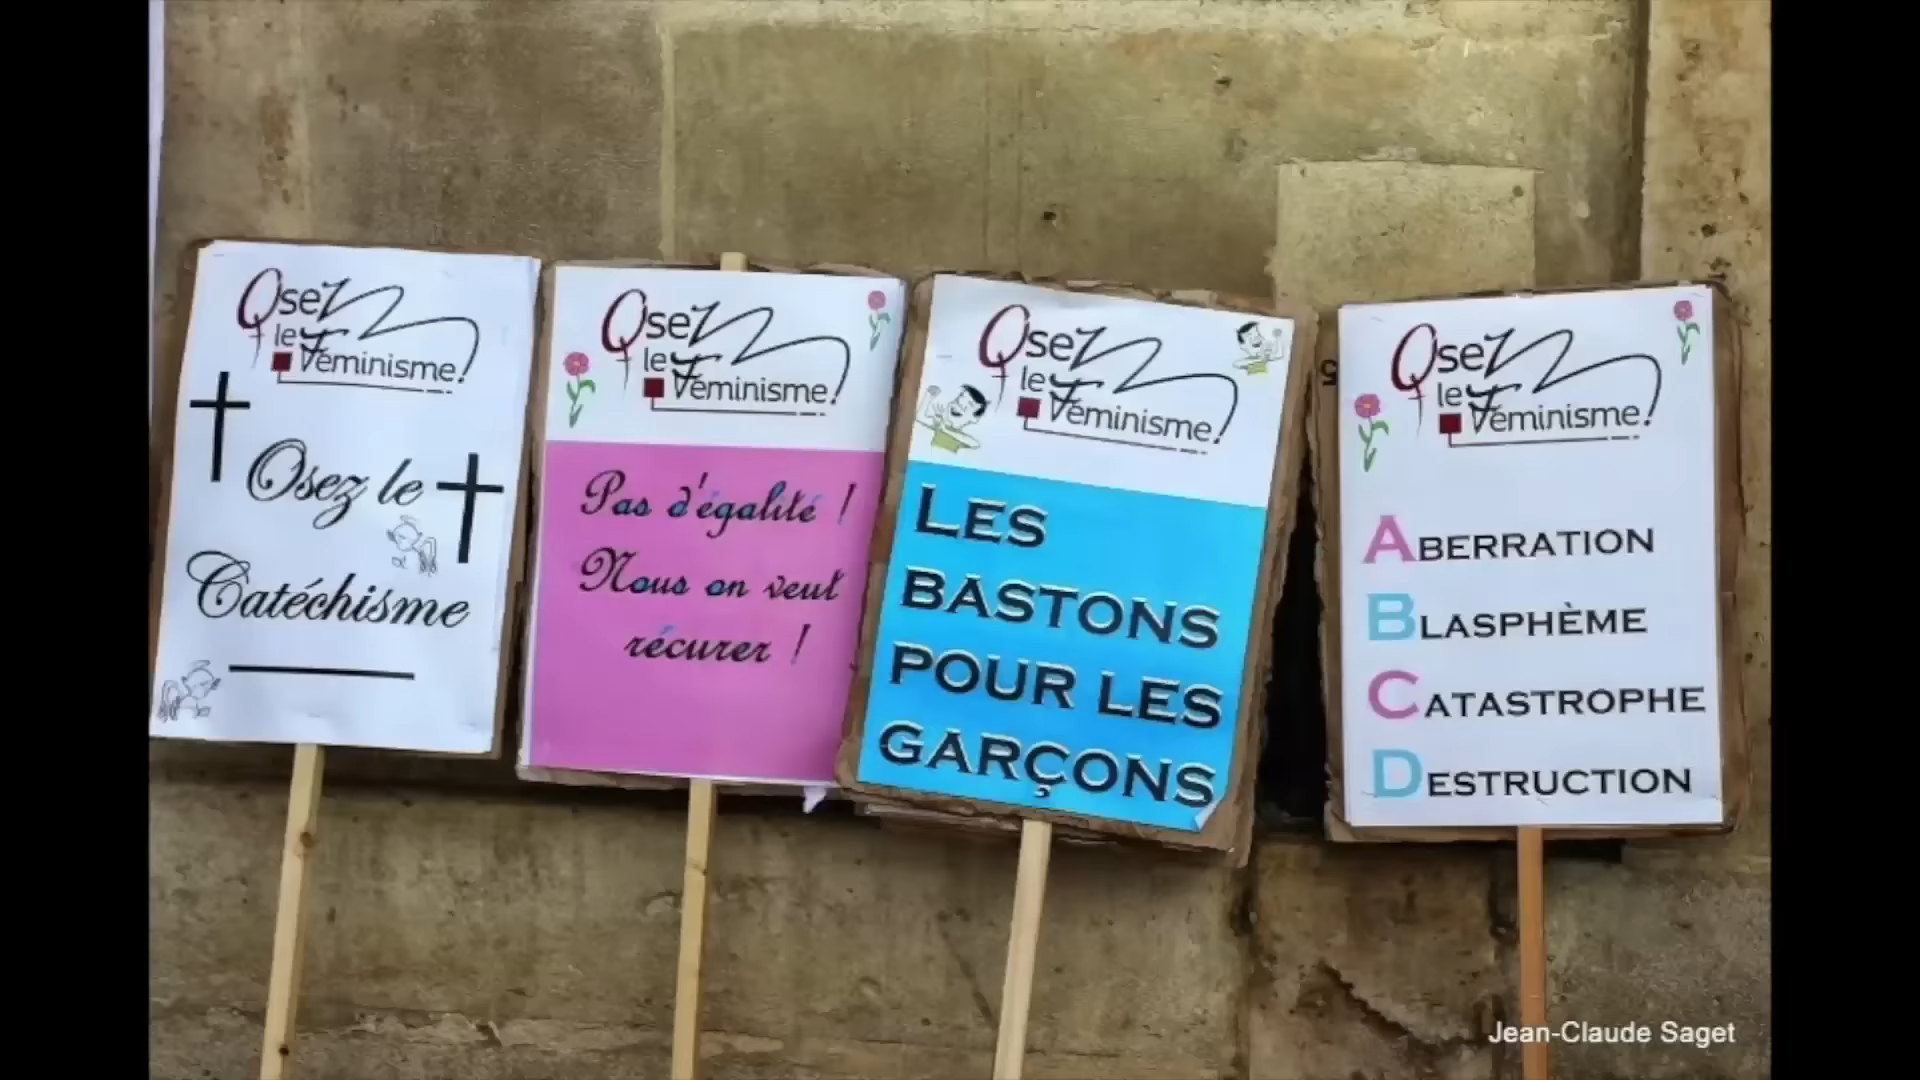 Osez
le
Féminisme!
Osez le
Catéchisme
Osez
le
Féminisme!
Pas d'égalité !
Nous on veut
récurer !
Osez
le
Féminisme!
LES
BASTONS
POUR LES
GARÇONS
Osez
le
Féminisme!
ABERRATION
BLASPHÈME
CATASTROPHE
DESTRUCTION
Jean-Claude Saget